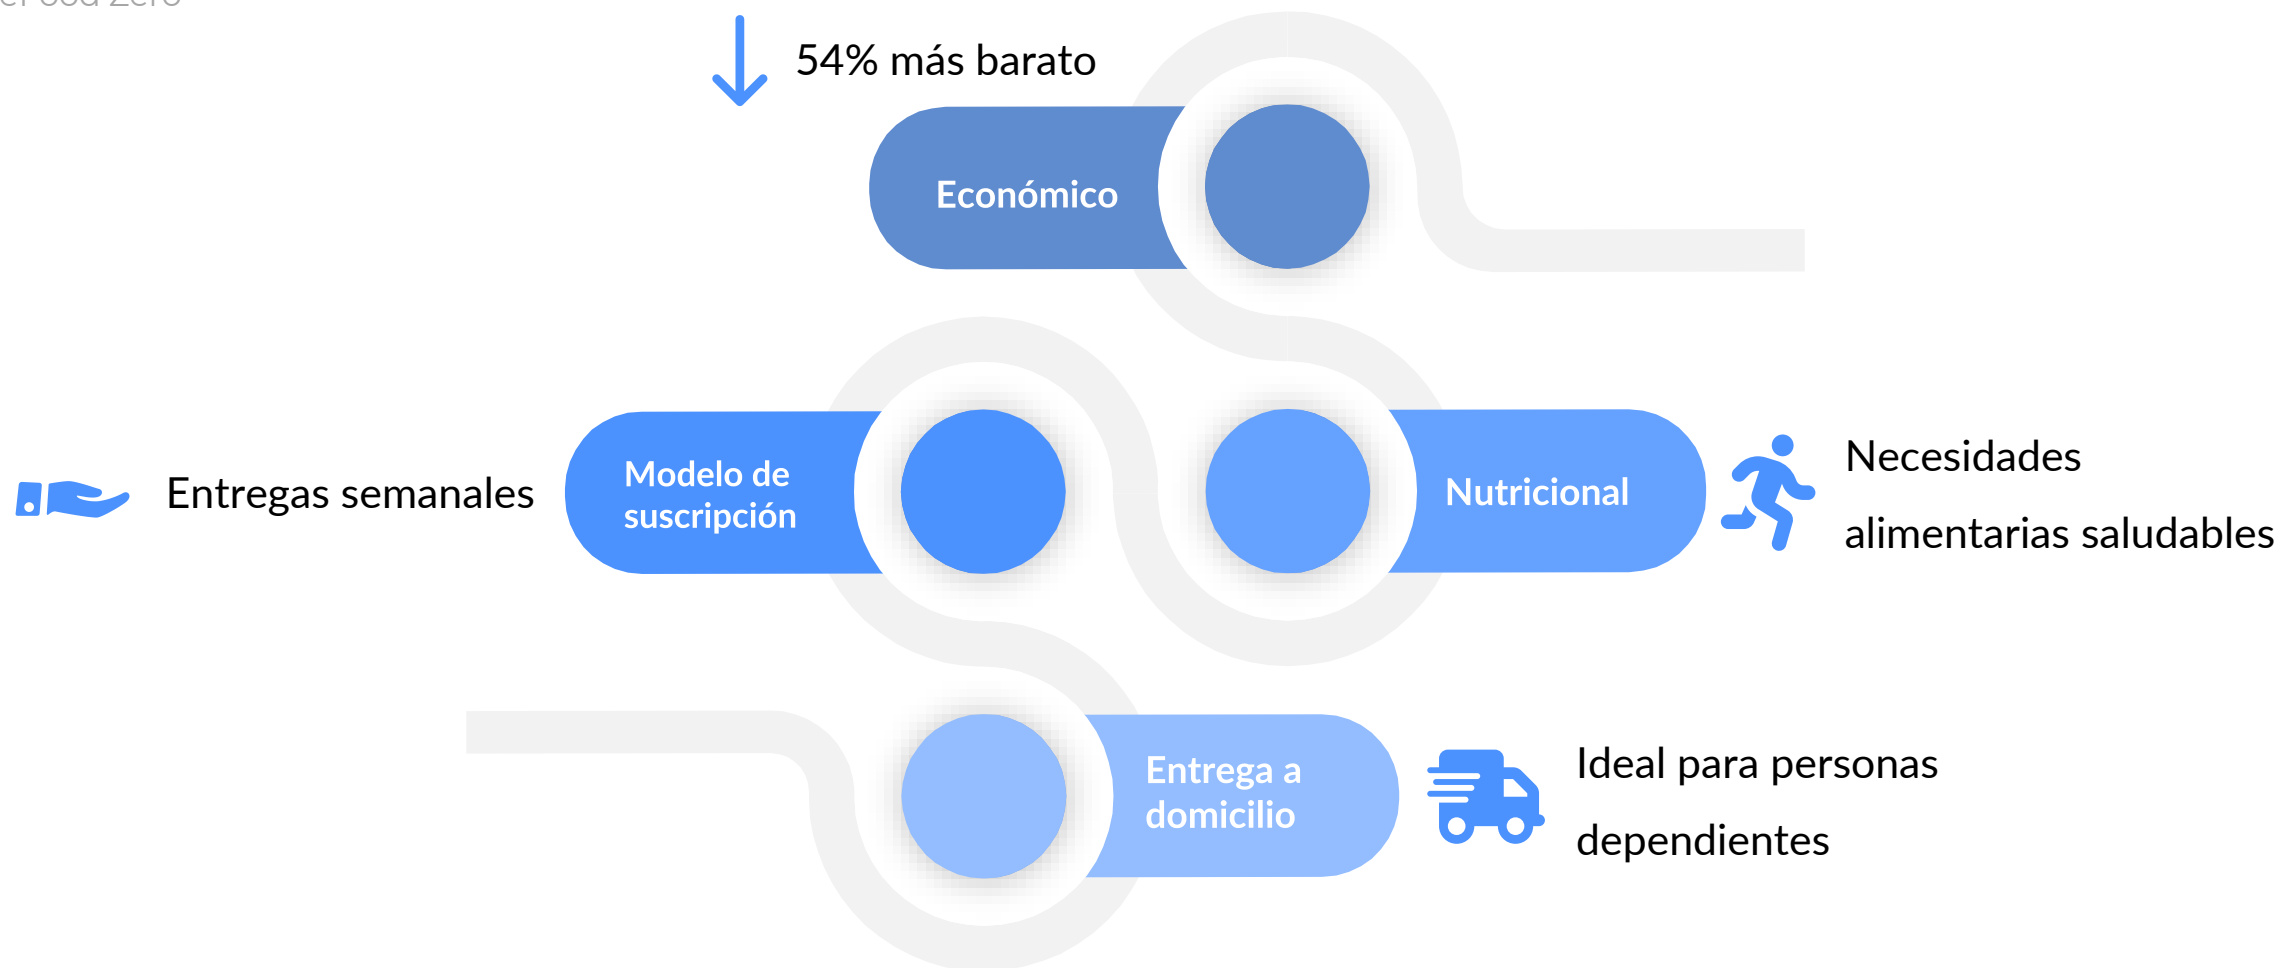 54% más barato
Económico
Entregas semanales
Modelo de
suscripción
Nutricional
Necesidades
alimentarias saludables
Entrega a
domicilio
Ideal para personas
dependientes